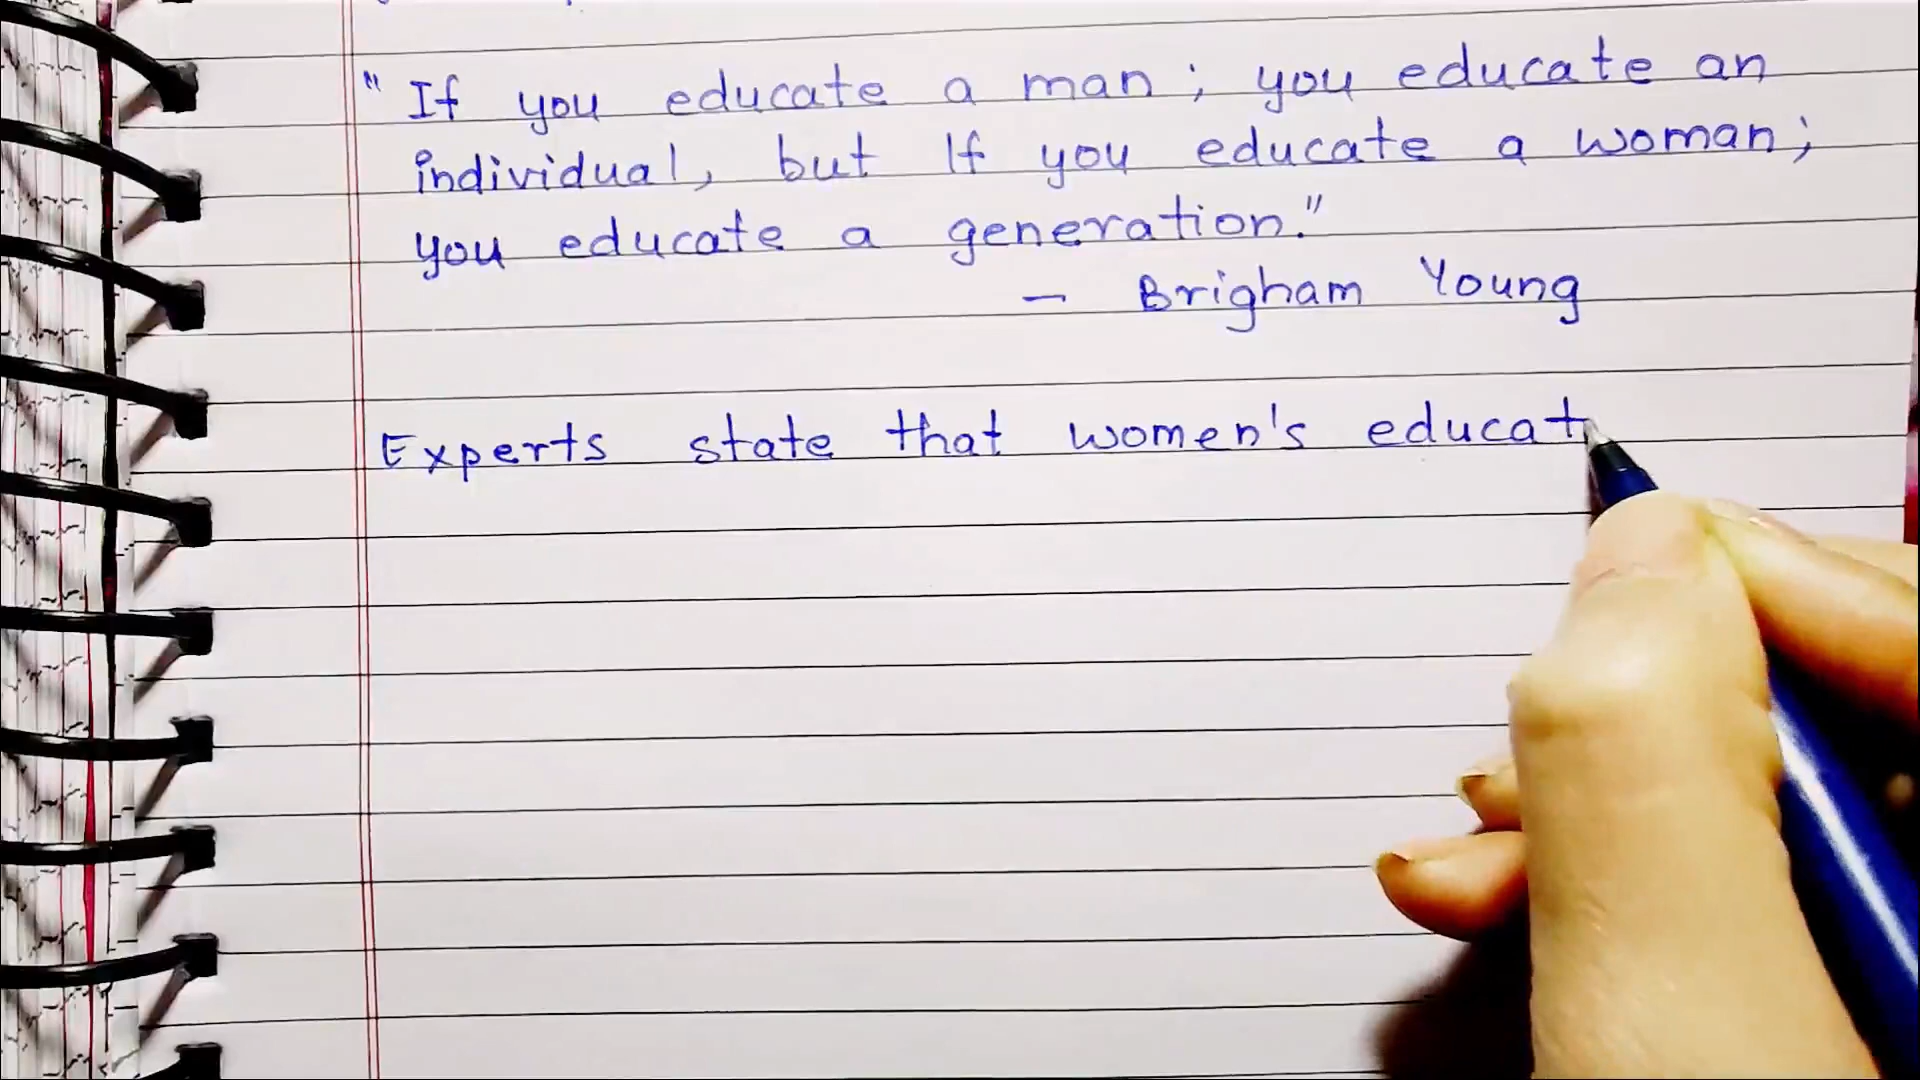 "If you educate a man; you educate an
individual, but If you educate a woman;
you educate a generation."
- Brigham Young
Experts state that women's educat